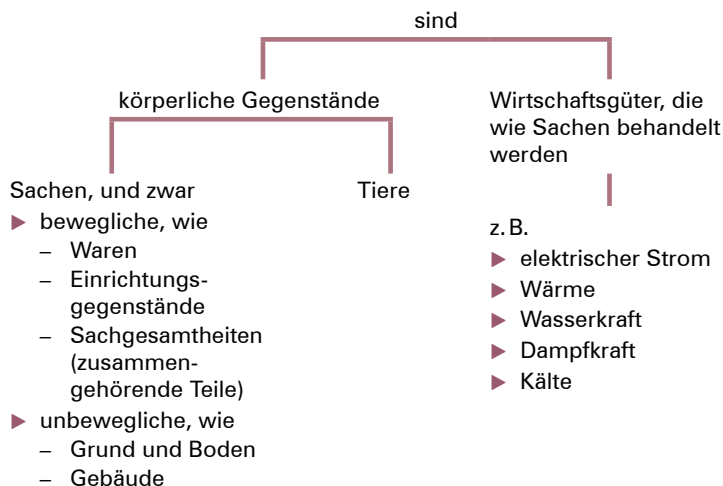 sind
körperliche Gegenstände
Wirtschaftsgüter, die
wie Sachen behandelt
werden
Sachen, und zwar
▶ bewegliche, wie
– Waren
– Einrichtungs-
gegenstände
– Sachgesamtheiten
(zusammen-
gehörende Teile)
▶ unbewegliche, wie
– Grund und Boden
– Gebäude
Tiere
z. B.
▶ elektrischer Strom
▶ Wärme
▶ Wasserkraft
▶ Dampfkraft
▶ Kälte